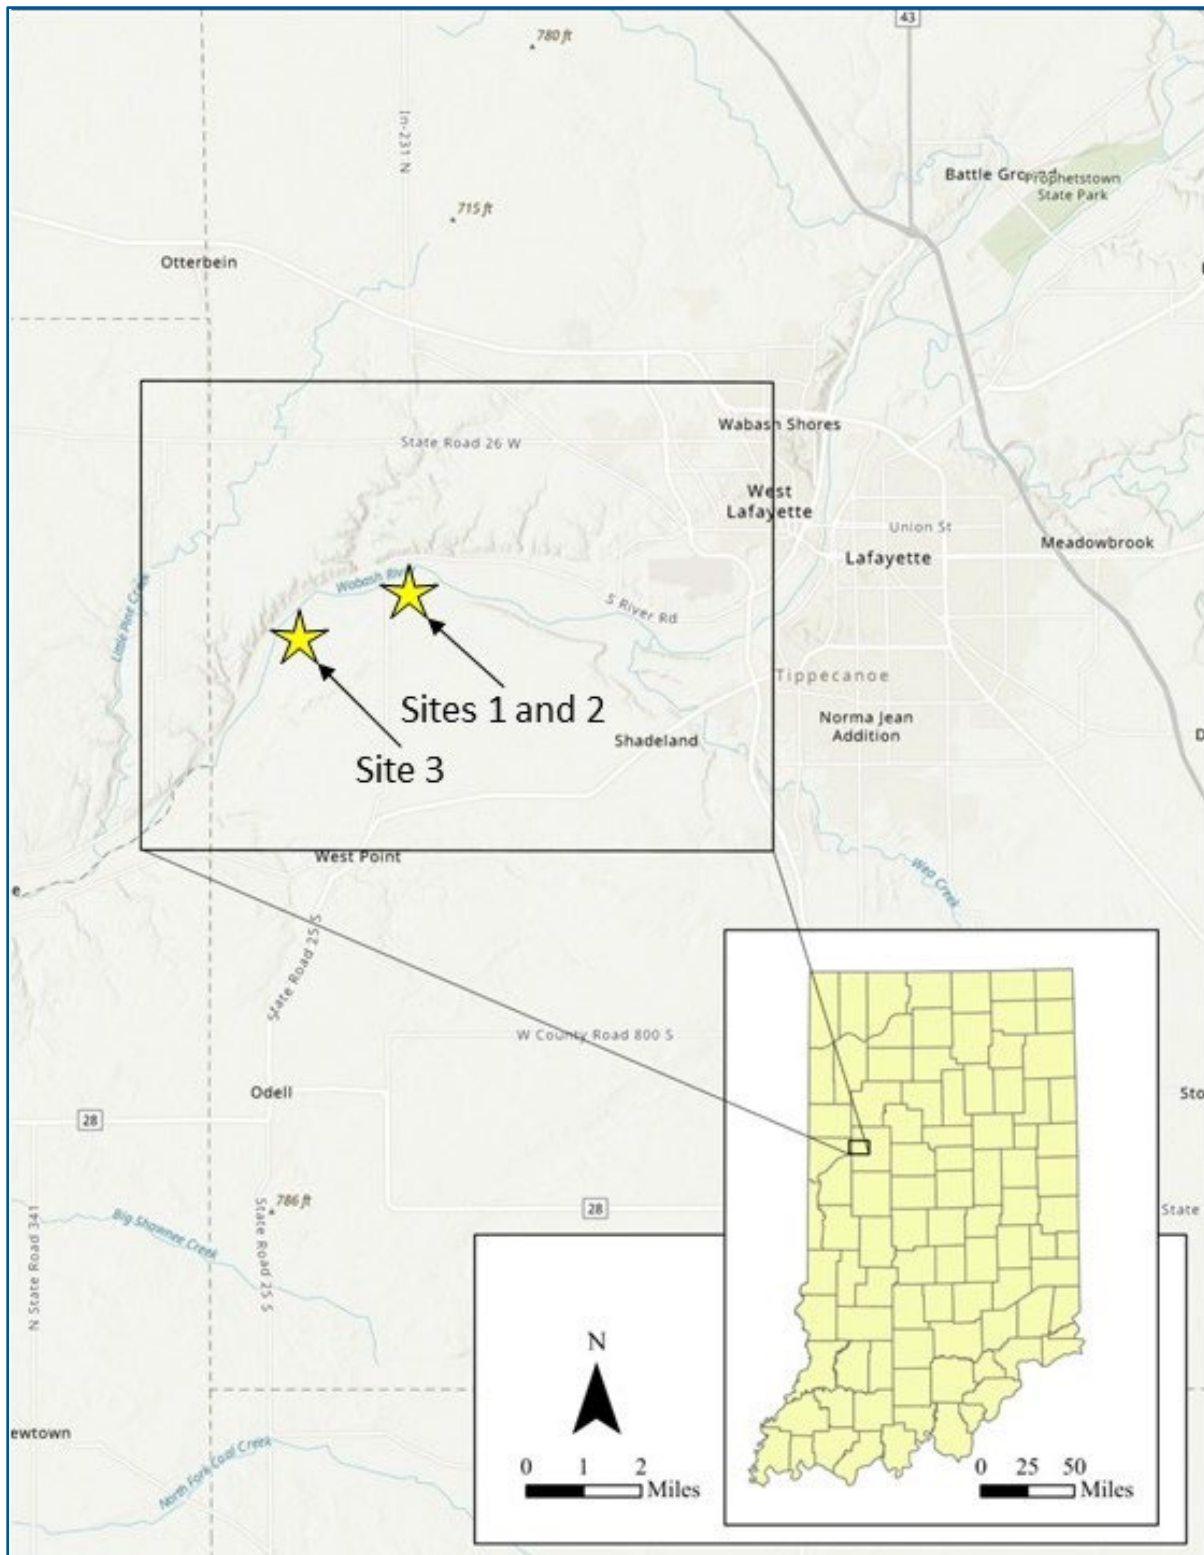 43
780 ft
In-231 N
Battle Ground
Prophetstown
State Park
715 ft
Otterbein
Wabash Shores
State Road 26 W
West
Lafayette
Union St
Meadowbrook
Lafayette
Wabash River
Little Pine Creek
S River Rd
Tippecanoe
Sites 1 and 2
Norma Jean
Addition
Shadeland
Site 3
West Point
Wea Creek
State Road 25 S
W County Road 800 S
Odell
28
786 ft
28
State
Big Shawnee Creek
N State Road 341
State Road 25 S
N
ewtown
North Fork Coal Creek
0 1 2
Miles
0 25 50
Miles